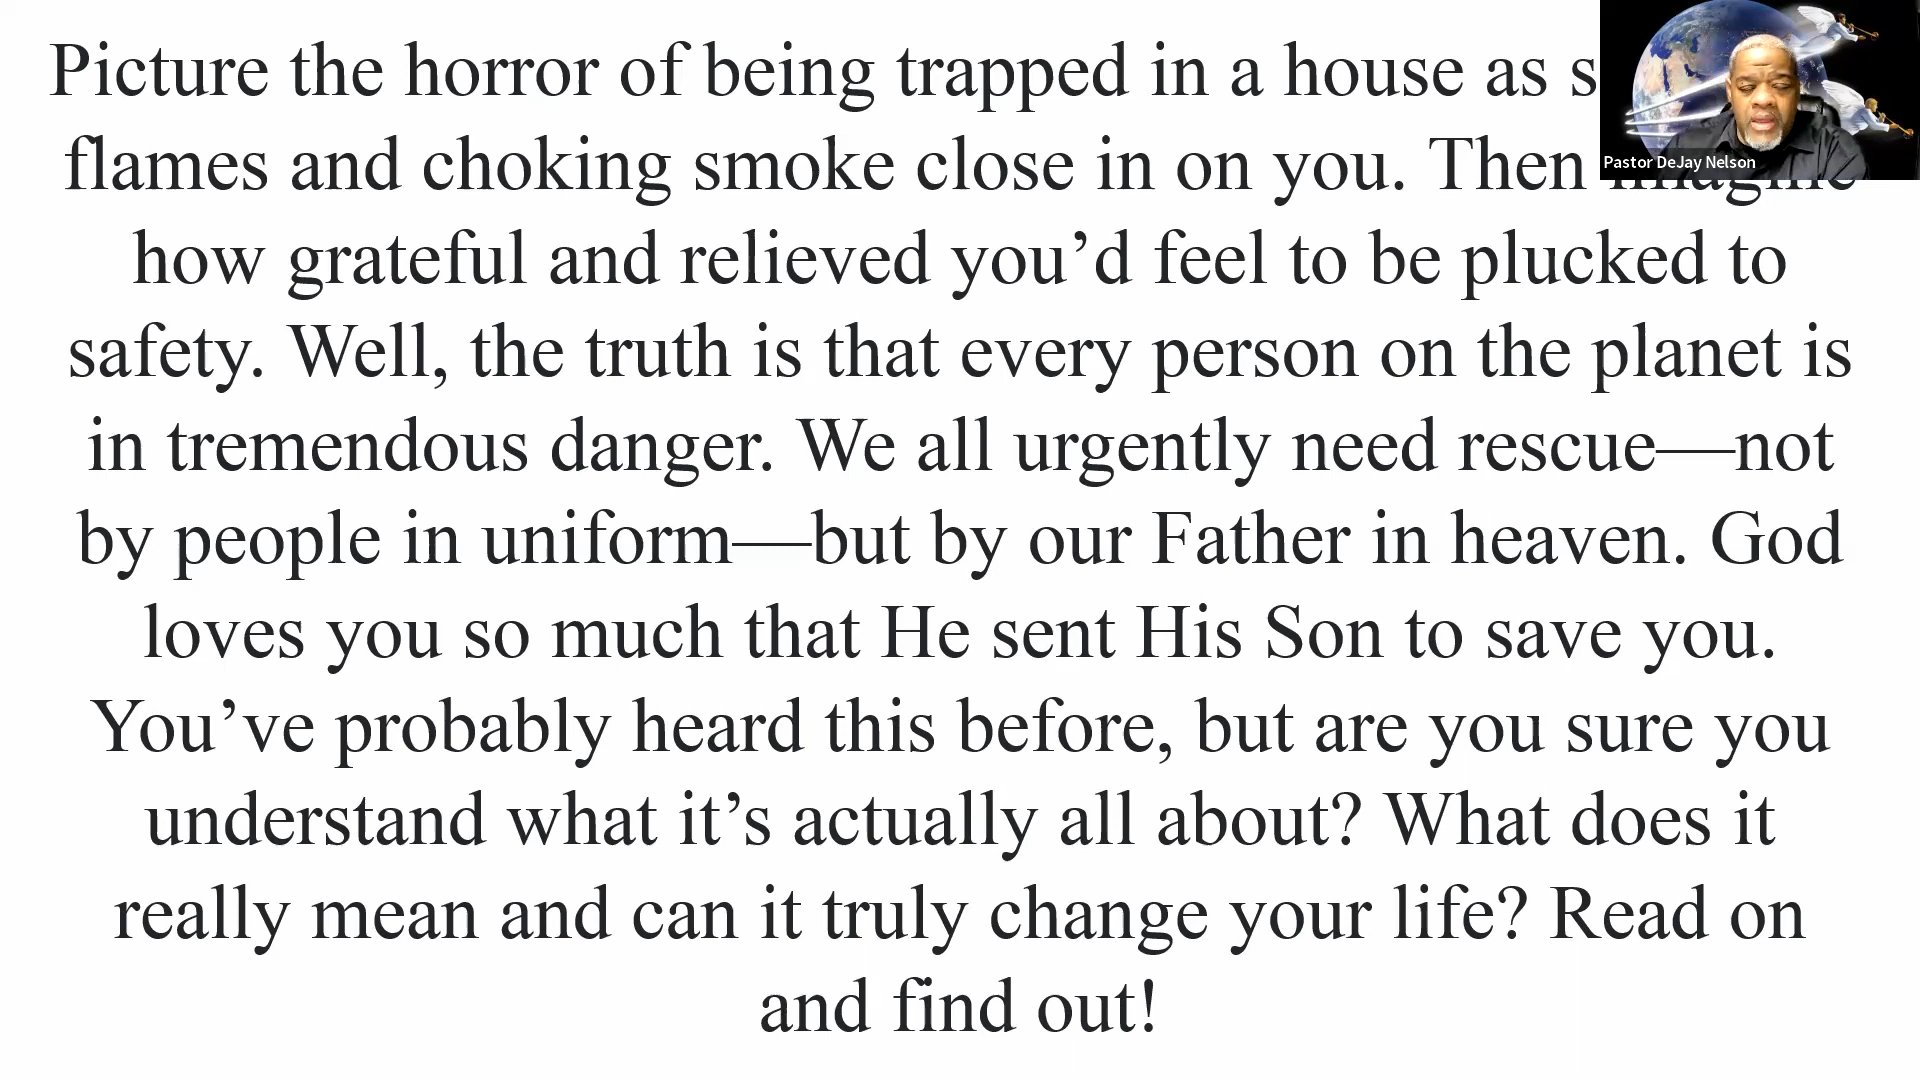 Picture the horror of being trapped in a house as
flames and choking smoke close in on you. Then
how grateful and relieved you’d feel to be plucked to
safety. Well, the truth is that every person on the planet is
in tremendous danger. We all urgently need rescue—not
by people in uniform—but by our Father in heaven. God
loves you so much that He sent His Son to save you.
You’ve probably heard this before, but are you sure you
understand what it’s actually all about? What does it
really mean and can it truly change your life? Read on
and find out!
Pastor DeJay Nelson